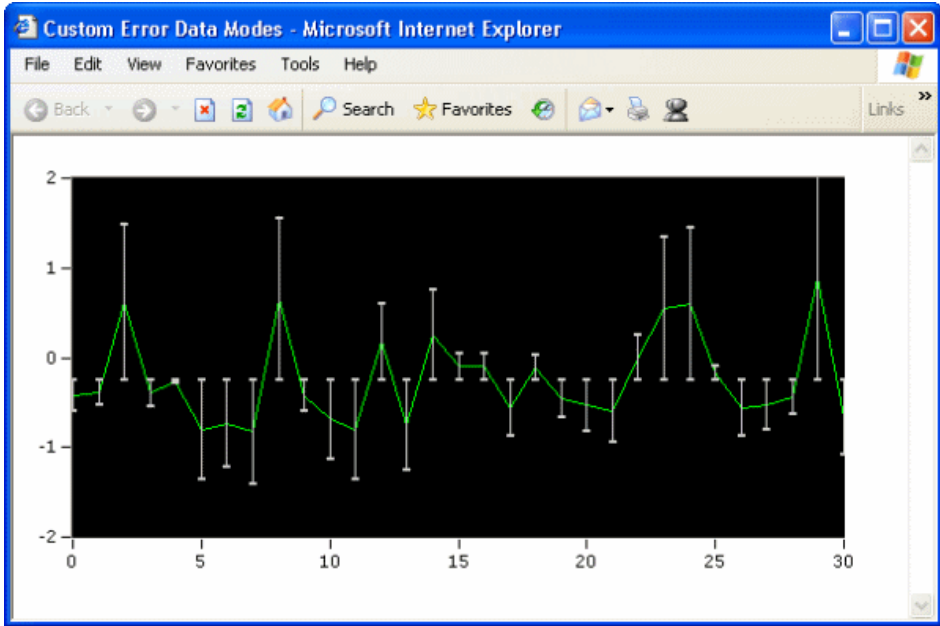 Custom Error Data Modes - Microsoft Internet Explorer
File Edit View Favorites Tools Help
Back Search Favorites Links »
2
1
0
-1
-2
0 5 10 15 20 25 30